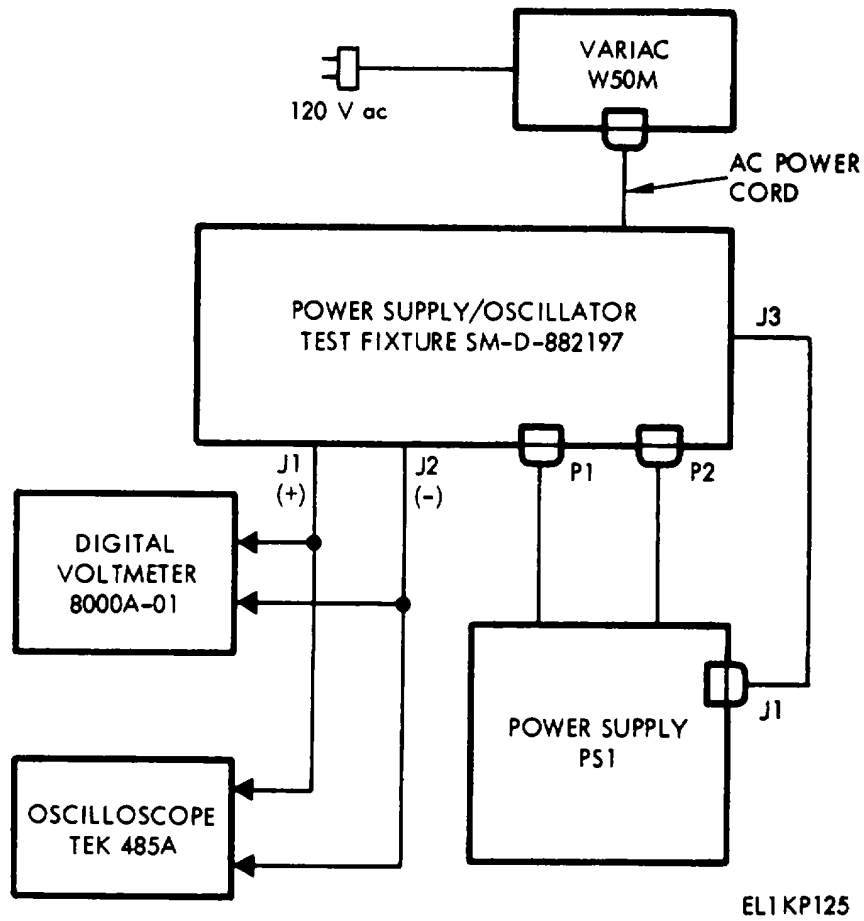 VARIAC
W50M
120 V ac
AC POWER
CORD
POWER SUPPLY/OSCILLATOR
TEST FIXTURE SM-D-882197
J3
J1
(+)
J2
(-)
P1
P2
DIGITAL
VOLTMETER
8000A-01
J1
POWER SUPPLY
PS1
OSCILLOSCOPE
TEK 485A
EL1KP125